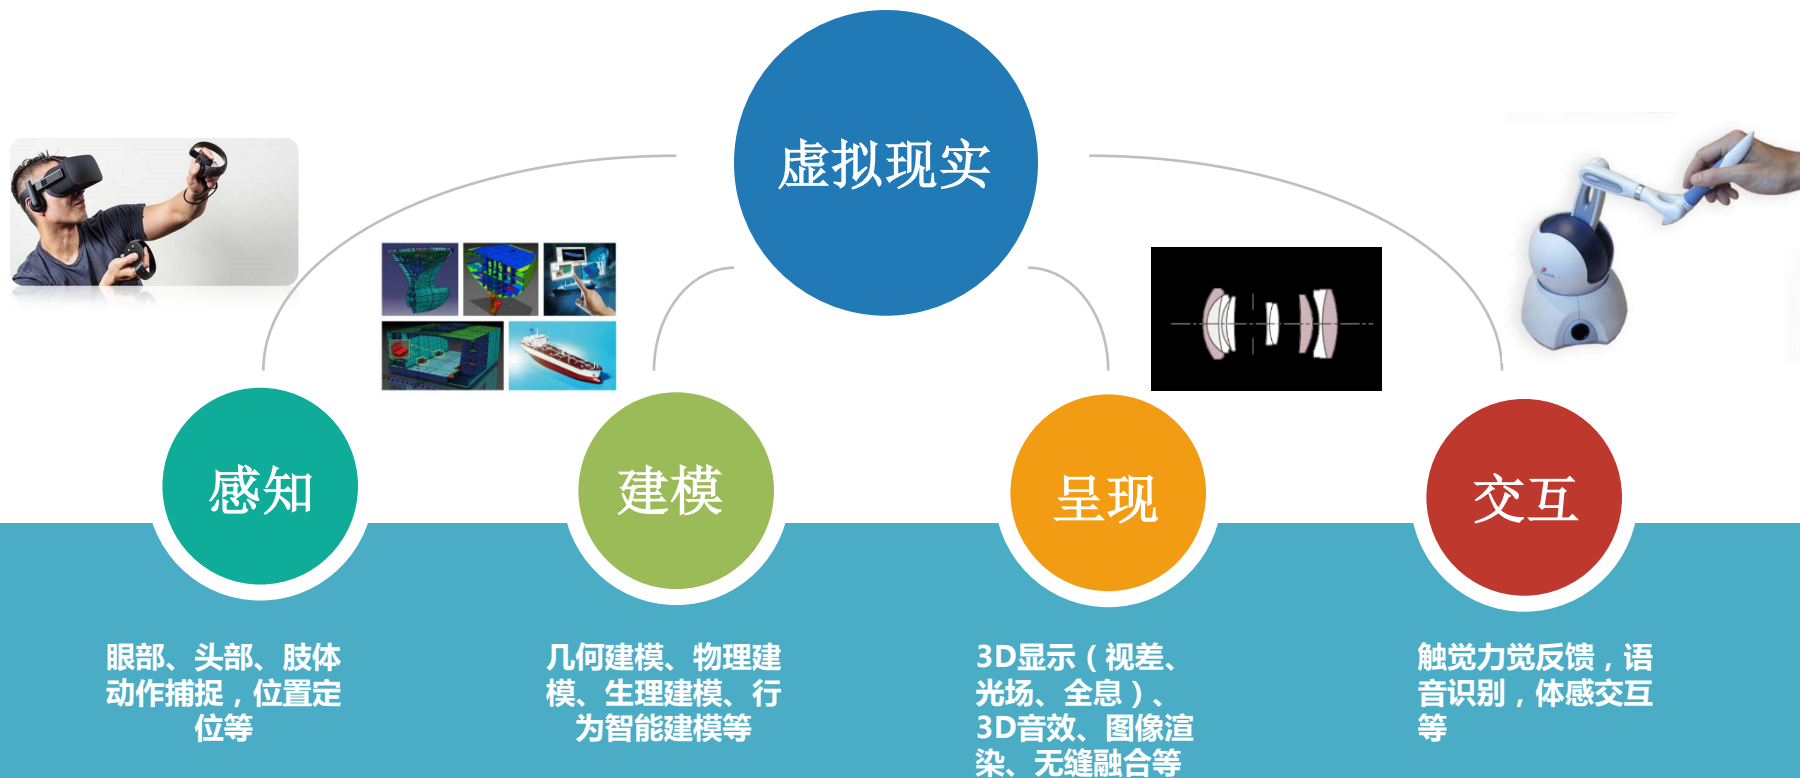 虚拟现实
感知
建模
呈现
交互
眼部、头部、肢体
动作捕捉，位置定
位等
几何建模、物理建
模、生理建模、行
为智能建模等
3D显示（视差、
光场、全息）、
3D音效、图像渲
染、无缝融合等
触觉力觉反馈，语
音识别，体感交互
等